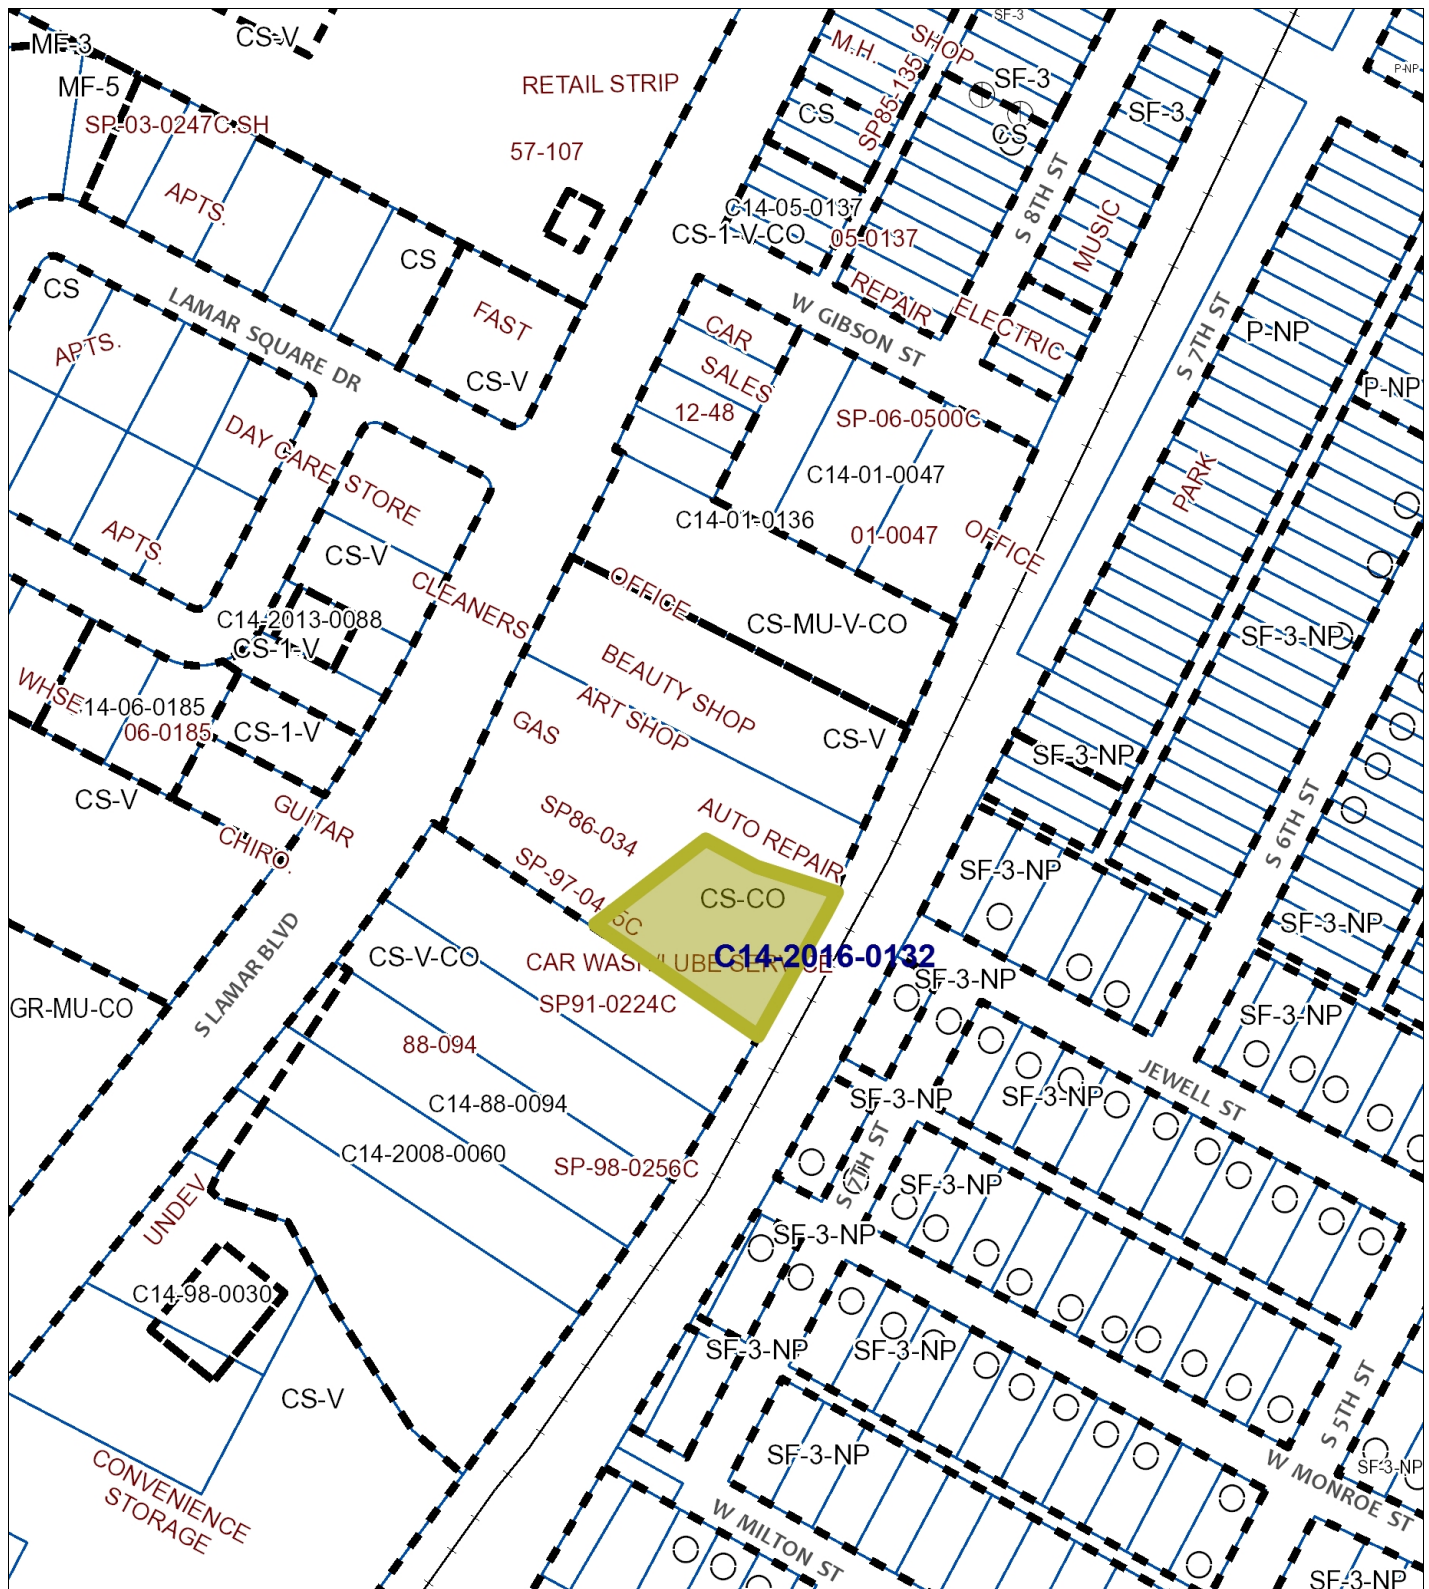 SF-3
MF-3
CS-V
M.H.
SHOP
P-NP
MF-5
RETAIL STRIP
SF-3
SP85-135
SF-3
CS
CS
SP-03-0247C.SH
57-107
APTS.
S 8TH ST
MUSIC
C14-05-0137
CS-1-V-CO
05-0137
CS
CS
REPAIR
ELECTRIC
LAMAR SQUARE DR
FAST
W GIBSON ST
S 7TH ST
P-NP
CAR
SALES
12-48
APTS.
CS-V
P-NP
SP-06-0500C
DAY CARE
STORE
C14-01-0047
PARK
C14-01-0136
01-0047
OFFICE
APTS.
CS-V
OFFICE
CLEANERS
C14-2013-0088
CS-1-V
CS-MU-V-CO
SF-3-NP
BEAUTY SHOP
WHSE
14-06-0185
06-0185
CS-1-V
ART SHOP
GAS
CS-V
SF-3-NP
CS-V
GUITAR
CHIRO.
SP86-034
AUTO REPAIR
S 6TH ST
SP-97-04 5C
SF-3-NP
CS-CO
SF-3-NP
S LAMAR BLVD
CS-V-CO
CAR WASH/LUBE SERVICE
C14-2016-0132
SF-3-NP
GR-MU-CO
SP91-0224C
SF-3-NP
88-094
JEWELL ST
C14-88-0094
SF-3-NP
SF-3-NP
C14-2008-0060
SP-98-0256C
S 7TH ST
SF-3-NP
UNDEV
SF-3-NP
C14-98-0030
SF-3-NP
SF-3-NP
CS-V
S 5TH ST
SF-3-NP
SF-3-NP
W MONROE ST
CONVENIENCE
STORAGE
W MILTON ST
SF-3-NP